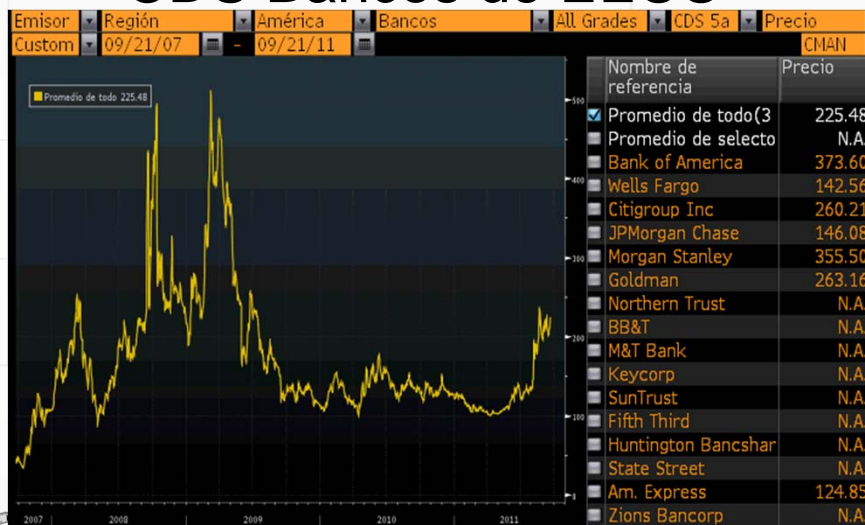 CDS Bancos de EEUU
Emisor Región América Bancos All Grades CDS 5a Precio
Custom 09/21/07 - 09/21/11 CMAN
Promedio de todo 225.48
500
400
300
200
100
2007 2008 2009 2010 2011
Nombre de referencia Precio
Promedio de todo(3 225.48
Promedio de selecto N.A.
Bank of America 373.60
Wells Fargo 142.56
Citigroup Inc 260.21
JPMorgan Chase 146.08
Morgan Stanley 355.50
Goldman 263.16
Northern Trust N.A.
BB&T N.A.
M&T Bank N.A.
Keycorp N.A.
SunTrust N.A.
Fifth Third N.A.
Huntington Bancshar N.A.
State Street N.A.
Am. Express 124.85
Zions Bancorp N.A.